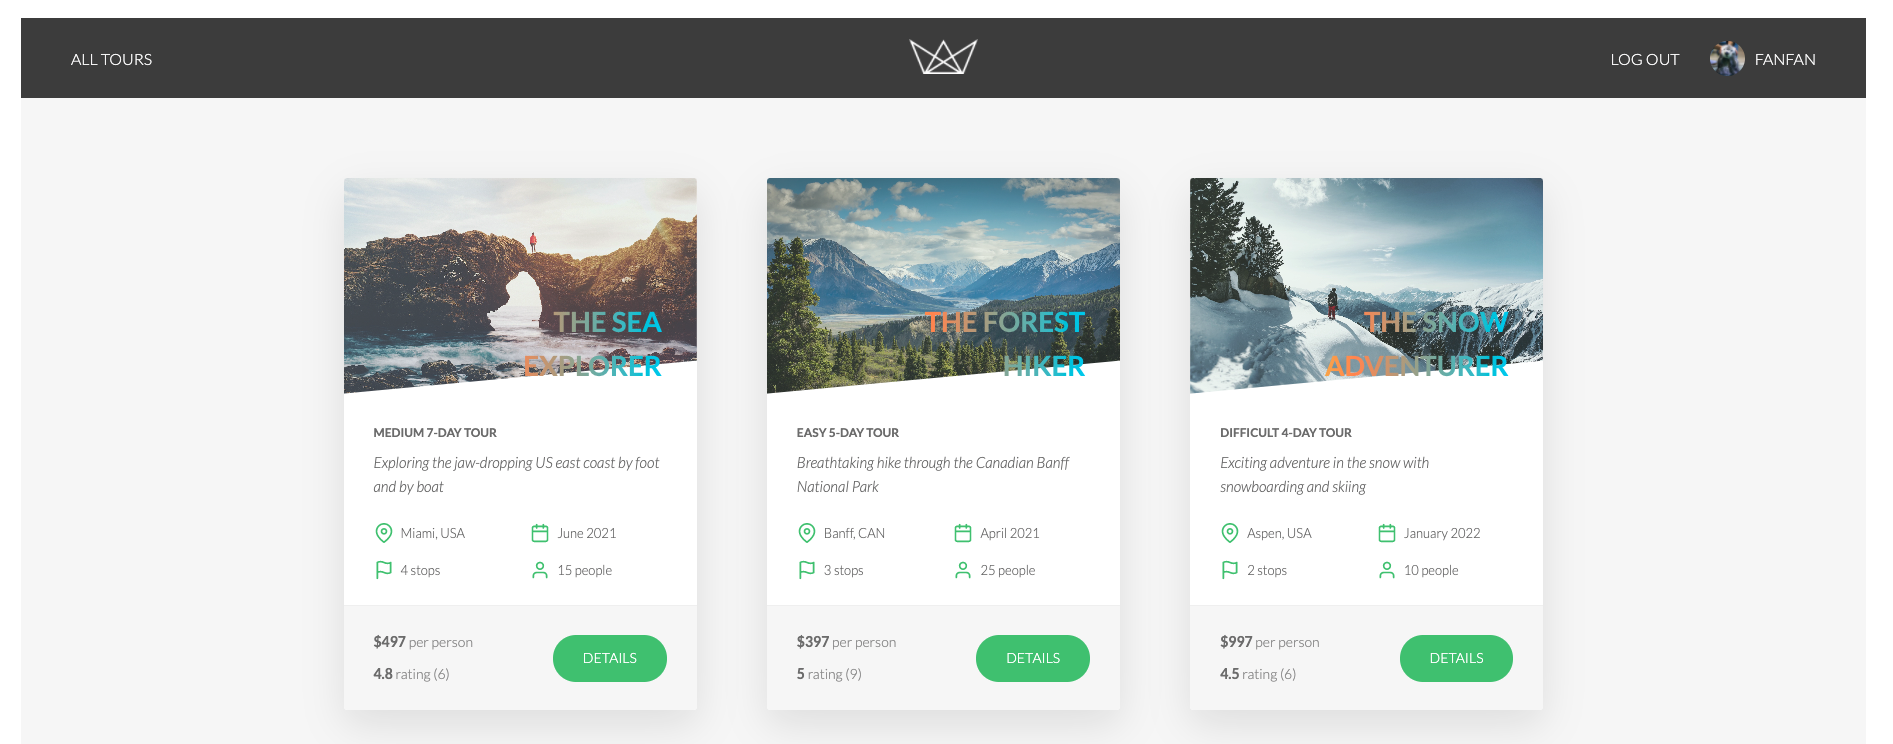 ALL TOURS
LOG OUT
FANFAN
THE SEA
EXPLORER
MEDIUM 7-DAY TOUR
Exploring the jaw-dropping US east coast by foot
and by boat
Miami, USA
June 2021
4 stops
15 people
$497 per person
4.8 rating (6)
DETAILS
THE FOREST
HIKER
EASY 5-DAY TOUR
Breathtaking hike through the Canadian Banff
National Park
Banff, CAN
April 2021
3 stops
25 people
$397 per person
5 rating (9)
DETAILS
THE SNOW
ADVENTURER
DIFFICULT 4-DAY TOUR
Exciting adventure in the snow with
snowboarding and skiing
Aspen, USA
January 2022
2 stops
10 people
$997 per person
4.5 rating (6)
DETAILS